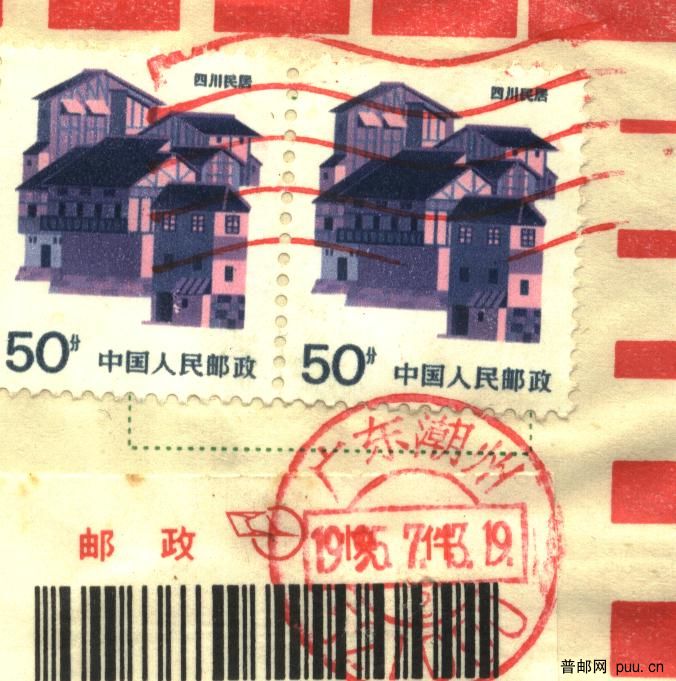 四川民居
四川民居
50分 中国人民邮政
50分 中国人民邮政
广东潮州
邮 政
普邮网 puu.cn